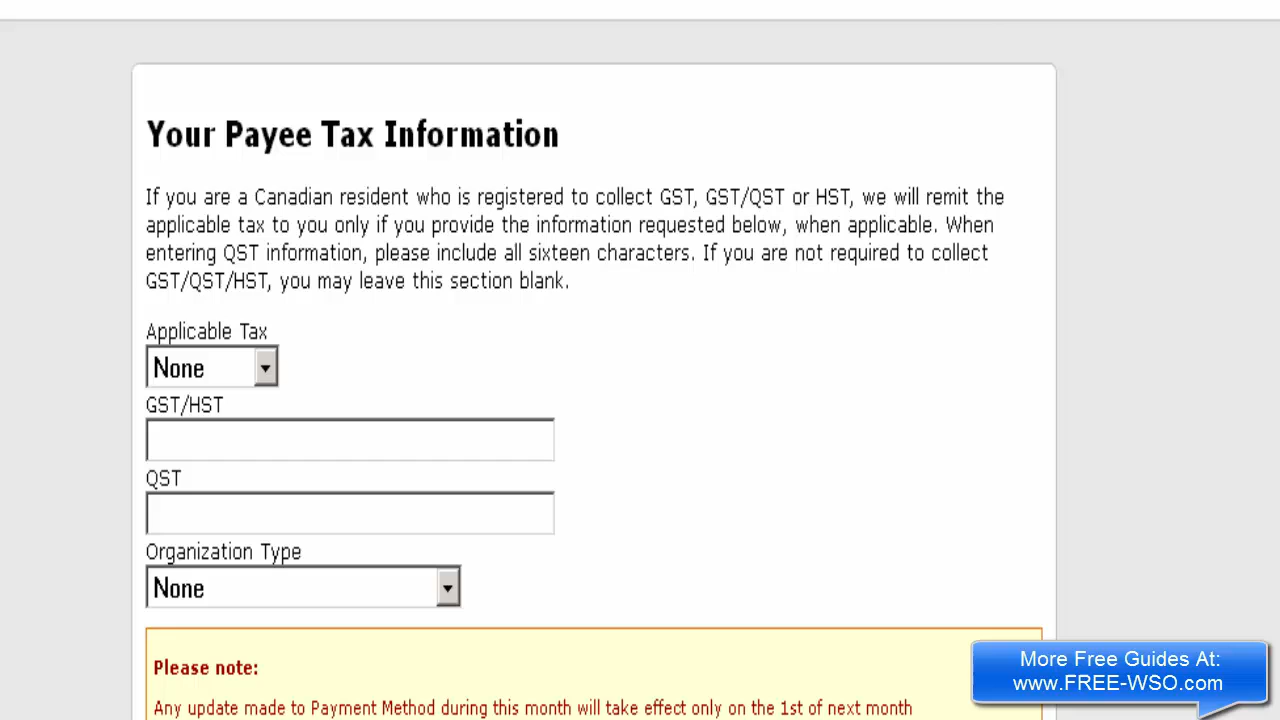 Your Payee Tax Information
If you are a Canadian resident who is registered to collect GST, GST/QST or HST, we will remit the
applicable tax to you only if you provide the information requested below, when applicable. When
entering QST information, please include all sixteen characters. If you are not required to collect
GST/QST/HST, you may leave this section blank.
Applicable Tax
None
GST/HST
QST
Organization Type
None
Please note:
Any update made to Payment Method during this month will take effect only on the 1st of next month
More Free Guides At:
www.FREE-WSO.com